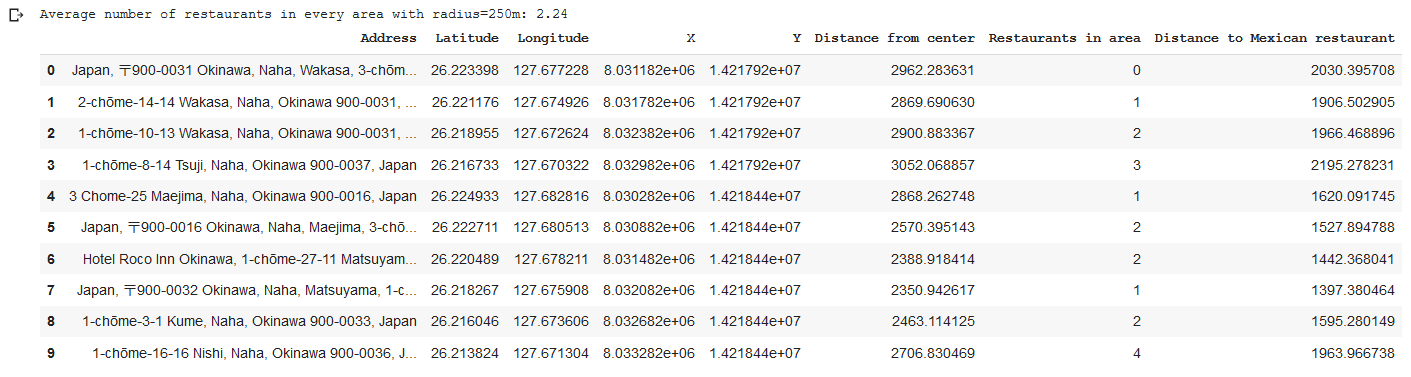 Average number of restaurants in every area with radius=250m: 2.24
Address Latitude Longitude X Y Distance from center Restaurants in area Distance to Mexican restaurant
0 Japan, 〒900-0031 Okinawa, Naha, Wakasa, 3-chōm... 26.223398 127.677228 8.031182e+06 1.421792e+07 2962.283631 0 2030.395708
1 2-chōme-14-14 Wakasa, Naha, Okinawa 900-0031, ... 26.221176 127.674926 8.031782e+06 1.421792e+07 2869.690630 1 1906.502905
2 1-chōme-10-13 Wakasa, Naha, Okinawa 900-0031, ... 26.218955 127.672624 8.032382e+06 1.421792e+07 2900.883367 2 1966.468896
3 1-chōme-8-14 Tsuji, Naha, Okinawa 900-0037, Japan 26.216733 127.670322 8.032982e+06 1.421792e+07 3052.068857 3 2195.278231
4 3 Chome-25 Maejima, Naha, Okinawa 900-0016, Japan 26.224933 127.682816 8.030282e+06 1.421844e+07 2868.262748 1 1620.091745
5 Japan, 〒900-0016 Okinawa, Naha, Maejima, 3-chō... 26.222711 127.680513 8.030882e+06 1.421844e+07 2570.395143 2 1527.894788
6 Hotel Roco Inn Okinawa, 1-chōme-27-11 Matsuyam... 26.220489 127.678211 8.031482e+06 1.421844e+07 2388.918414 2 1442.368041
7 Japan, 〒900-0032 Okinawa, Naha, Matsuyama, 1-c... 26.218267 127.675908 8.032082e+06 1.421844e+07 2350.942617 1 1397.380464
8 1-chōme-3-1 Kume, Naha, Okinawa 900-0033, Japan 26.216046 127.673606 8.032682e+06 1.421844e+07 2463.114125 2 1595.280149
9 1-chōme-16-16 Nishi, Naha, Okinawa 900-0036, J... 26.213824 127.671304 8.033282e+06 1.421844e+07 2706.830469 4 1963.966738